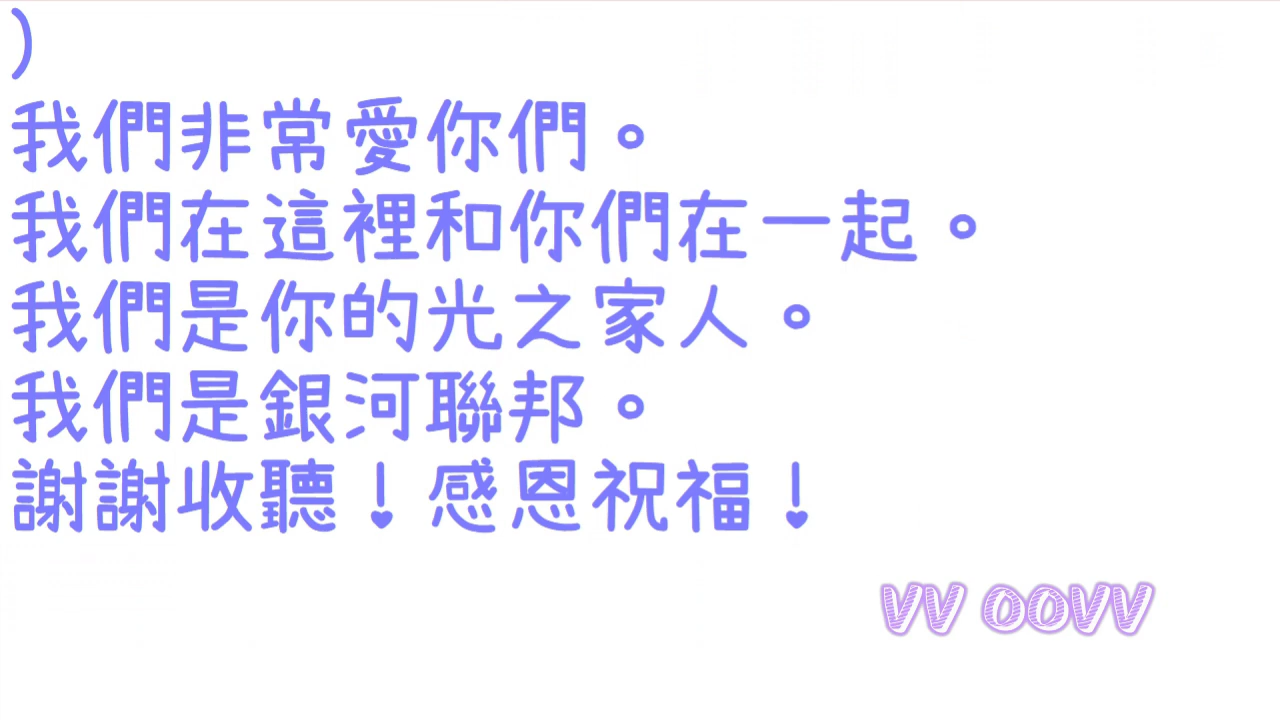 ）
我們非常愛你們。
我們在這裡和你們在一起。
我們是你的光之家人。
我們是銀河聯邦。
謝謝收聽！感恩祝福！
VV OOVV